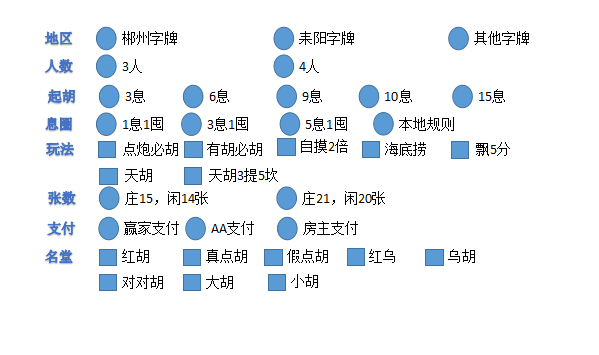 地区 郴州字牌 耒阳字牌 其他字牌
人数 3人 4人
起胡 3息 6息 9息 10息 15息
息囤 1息1囤 3息1囤 5息1囤 本地规则
玩法 点炮必胡 有胡必胡 自摸2倍 海底捞 飘5分
天胡 天胡3提5坎
张数 庄15，闲14张 庄21，闲20张
支付 赢家支付 AA支付 房主支付
名堂 红胡 真点胡 假点胡 红乌 乌胡
对对胡 大胡 小胡